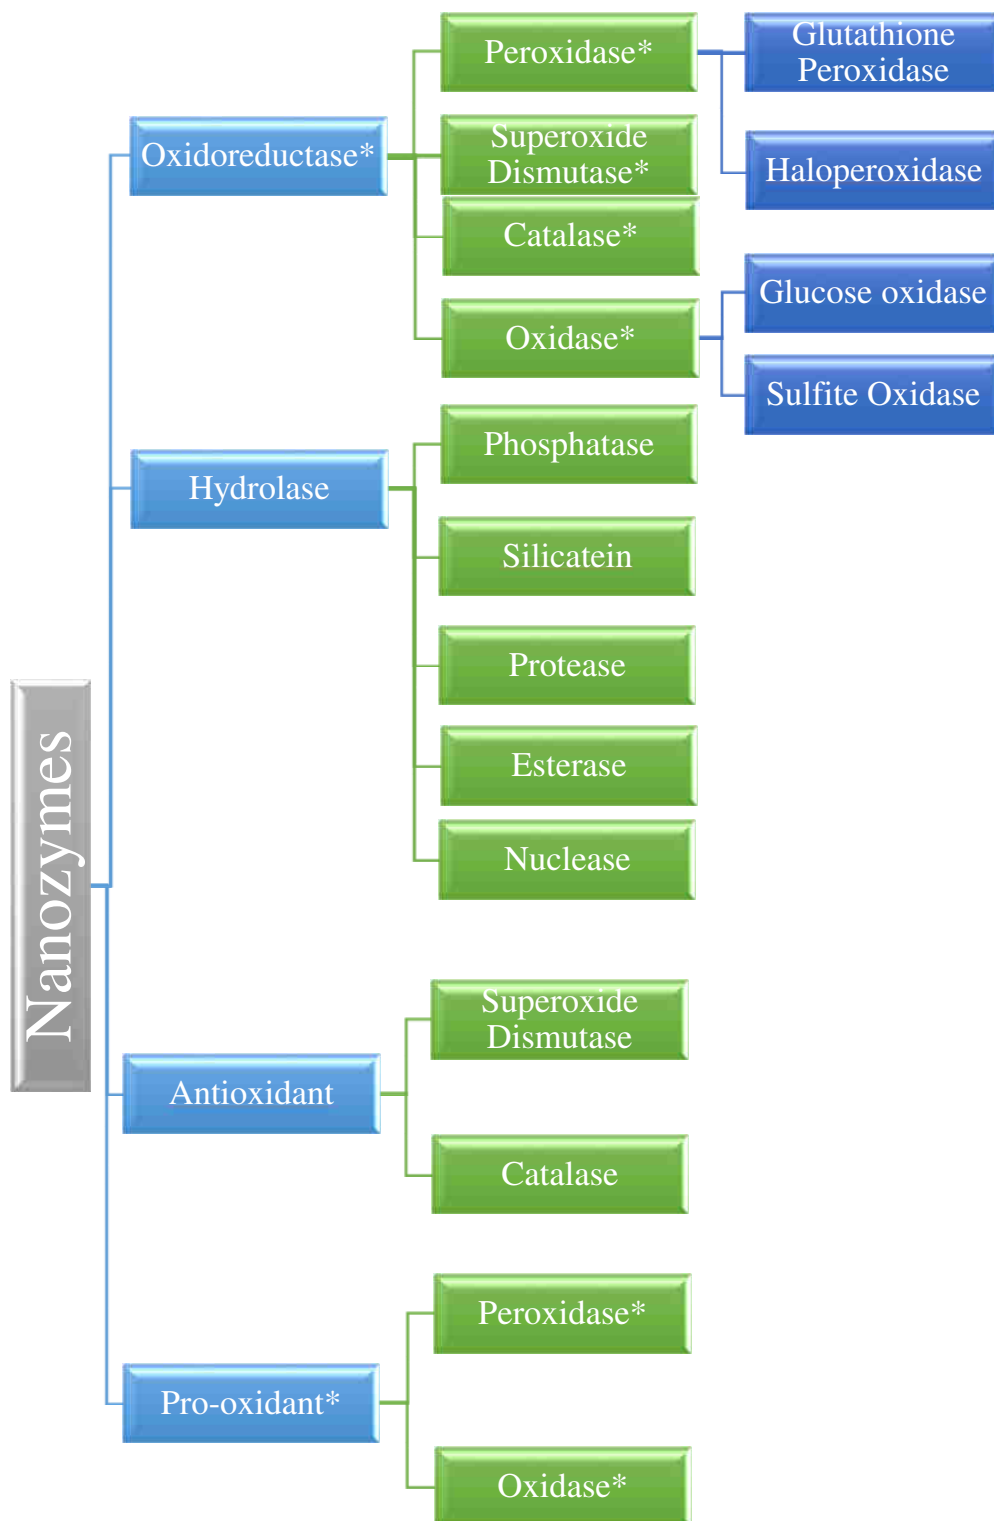 Nanozymes
Oxidoreductase*
Peroxidase*
Glutathione
Peroxidase
Haloperoxidase
Superoxide
Dismutase*
Catalase*
Oxidase*
Glucose oxidase
Sulfite Oxidase
Hydrolase
Phosphatase
Silicatein
Protease
Esterase
Nuclease
Antioxidant
Superoxide
Dismutase
Catalase
Pro-oxidant*
Peroxidase*
Oxidase*